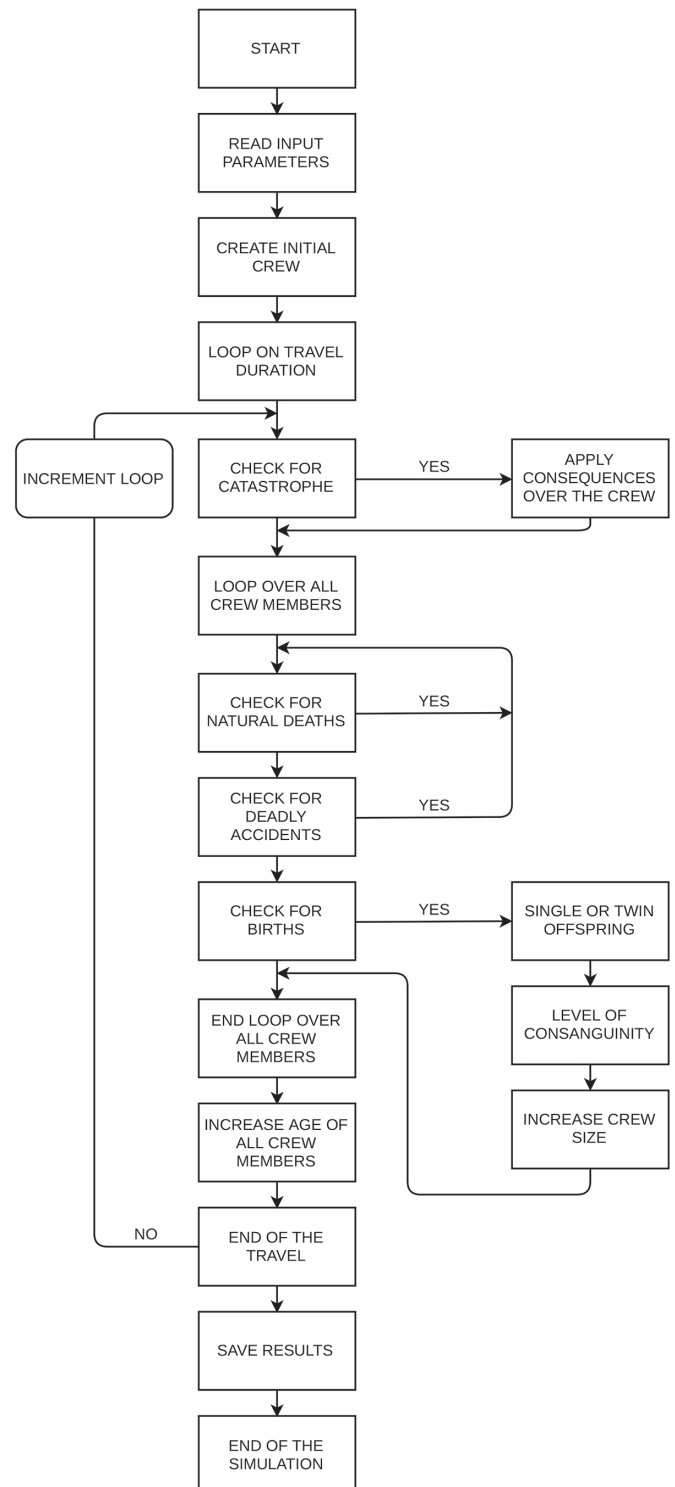 START
READ INPUT
PARAMETERS
CREATE INITIAL
CREW
LOOP ON TRAVEL
DURATION
INCREMENT LOOP
CHECK FOR
CATASTROPHE
YES
APPLY
CONSEQUENCES
OVER THE CREW
LOOP OVER ALL
CREW MEMBERS
CHECK FOR
NATURAL DEATHS
YES
CHECK FOR
DEADLY
ACCIDENTS
YES
CHECK FOR
BIRTHS
YES
SINGLE OR TWIN
OFFSPRING
LEVEL OF
CONSANGUINITY
INCREASE CREW
SIZE
END LOOP OVER
ALL CREW
MEMBERS
INCREASE AGE OF
ALL CREW
MEMBERS
NO
END OF THE
TRAVEL
SAVE RESULTS
END OF THE
SIMULATION